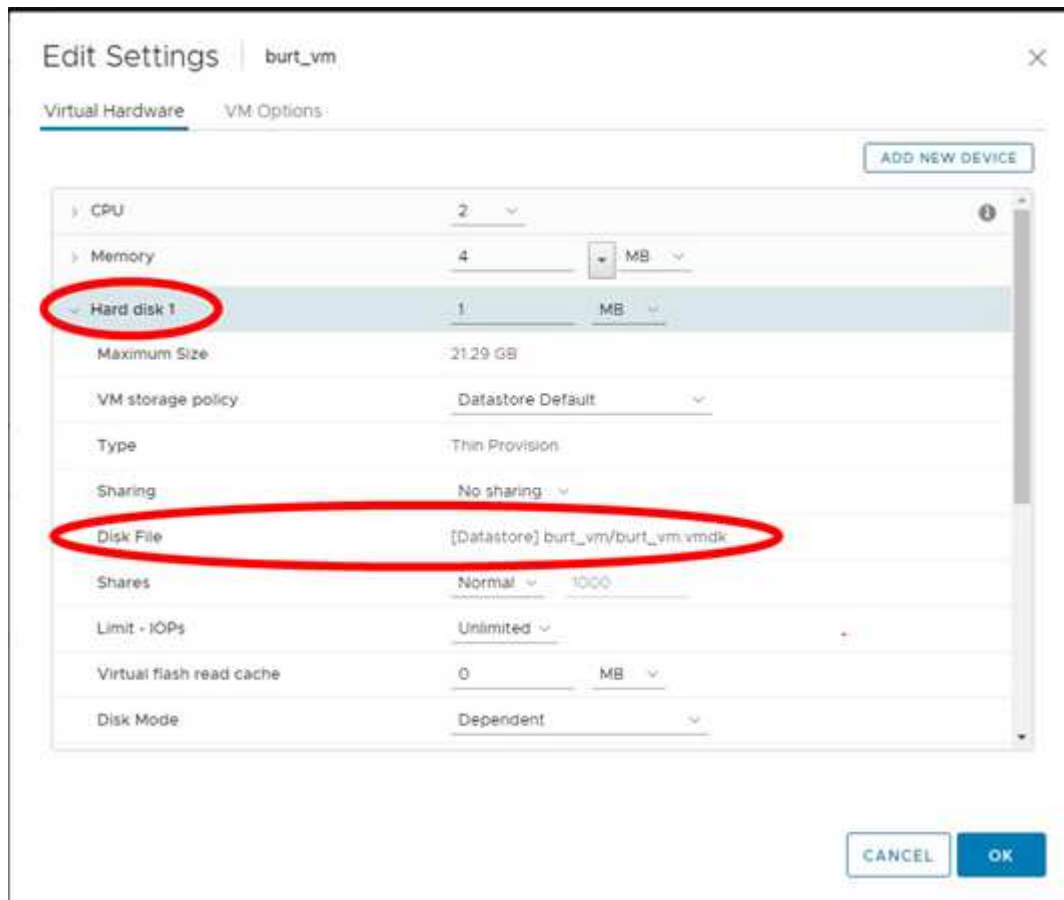 Edit Settings burt_vm
Virtual Hardware VM Options
ADD NEW DEVICE
CPU 2
Memory 4 MB
Hard disk 1 1 MB
Maximum Size 21.29 GB
VM storage policy Datastore Default
Type Thin Provision
Sharing No sharing
Disk File [Datastore] burt_vm/burt_vm.vmdk
Shares Normal 1000
Limit - IOPs Unlimited
Virtual flash read cache 0 MB
Disk Mode Dependent
CANCEL OK